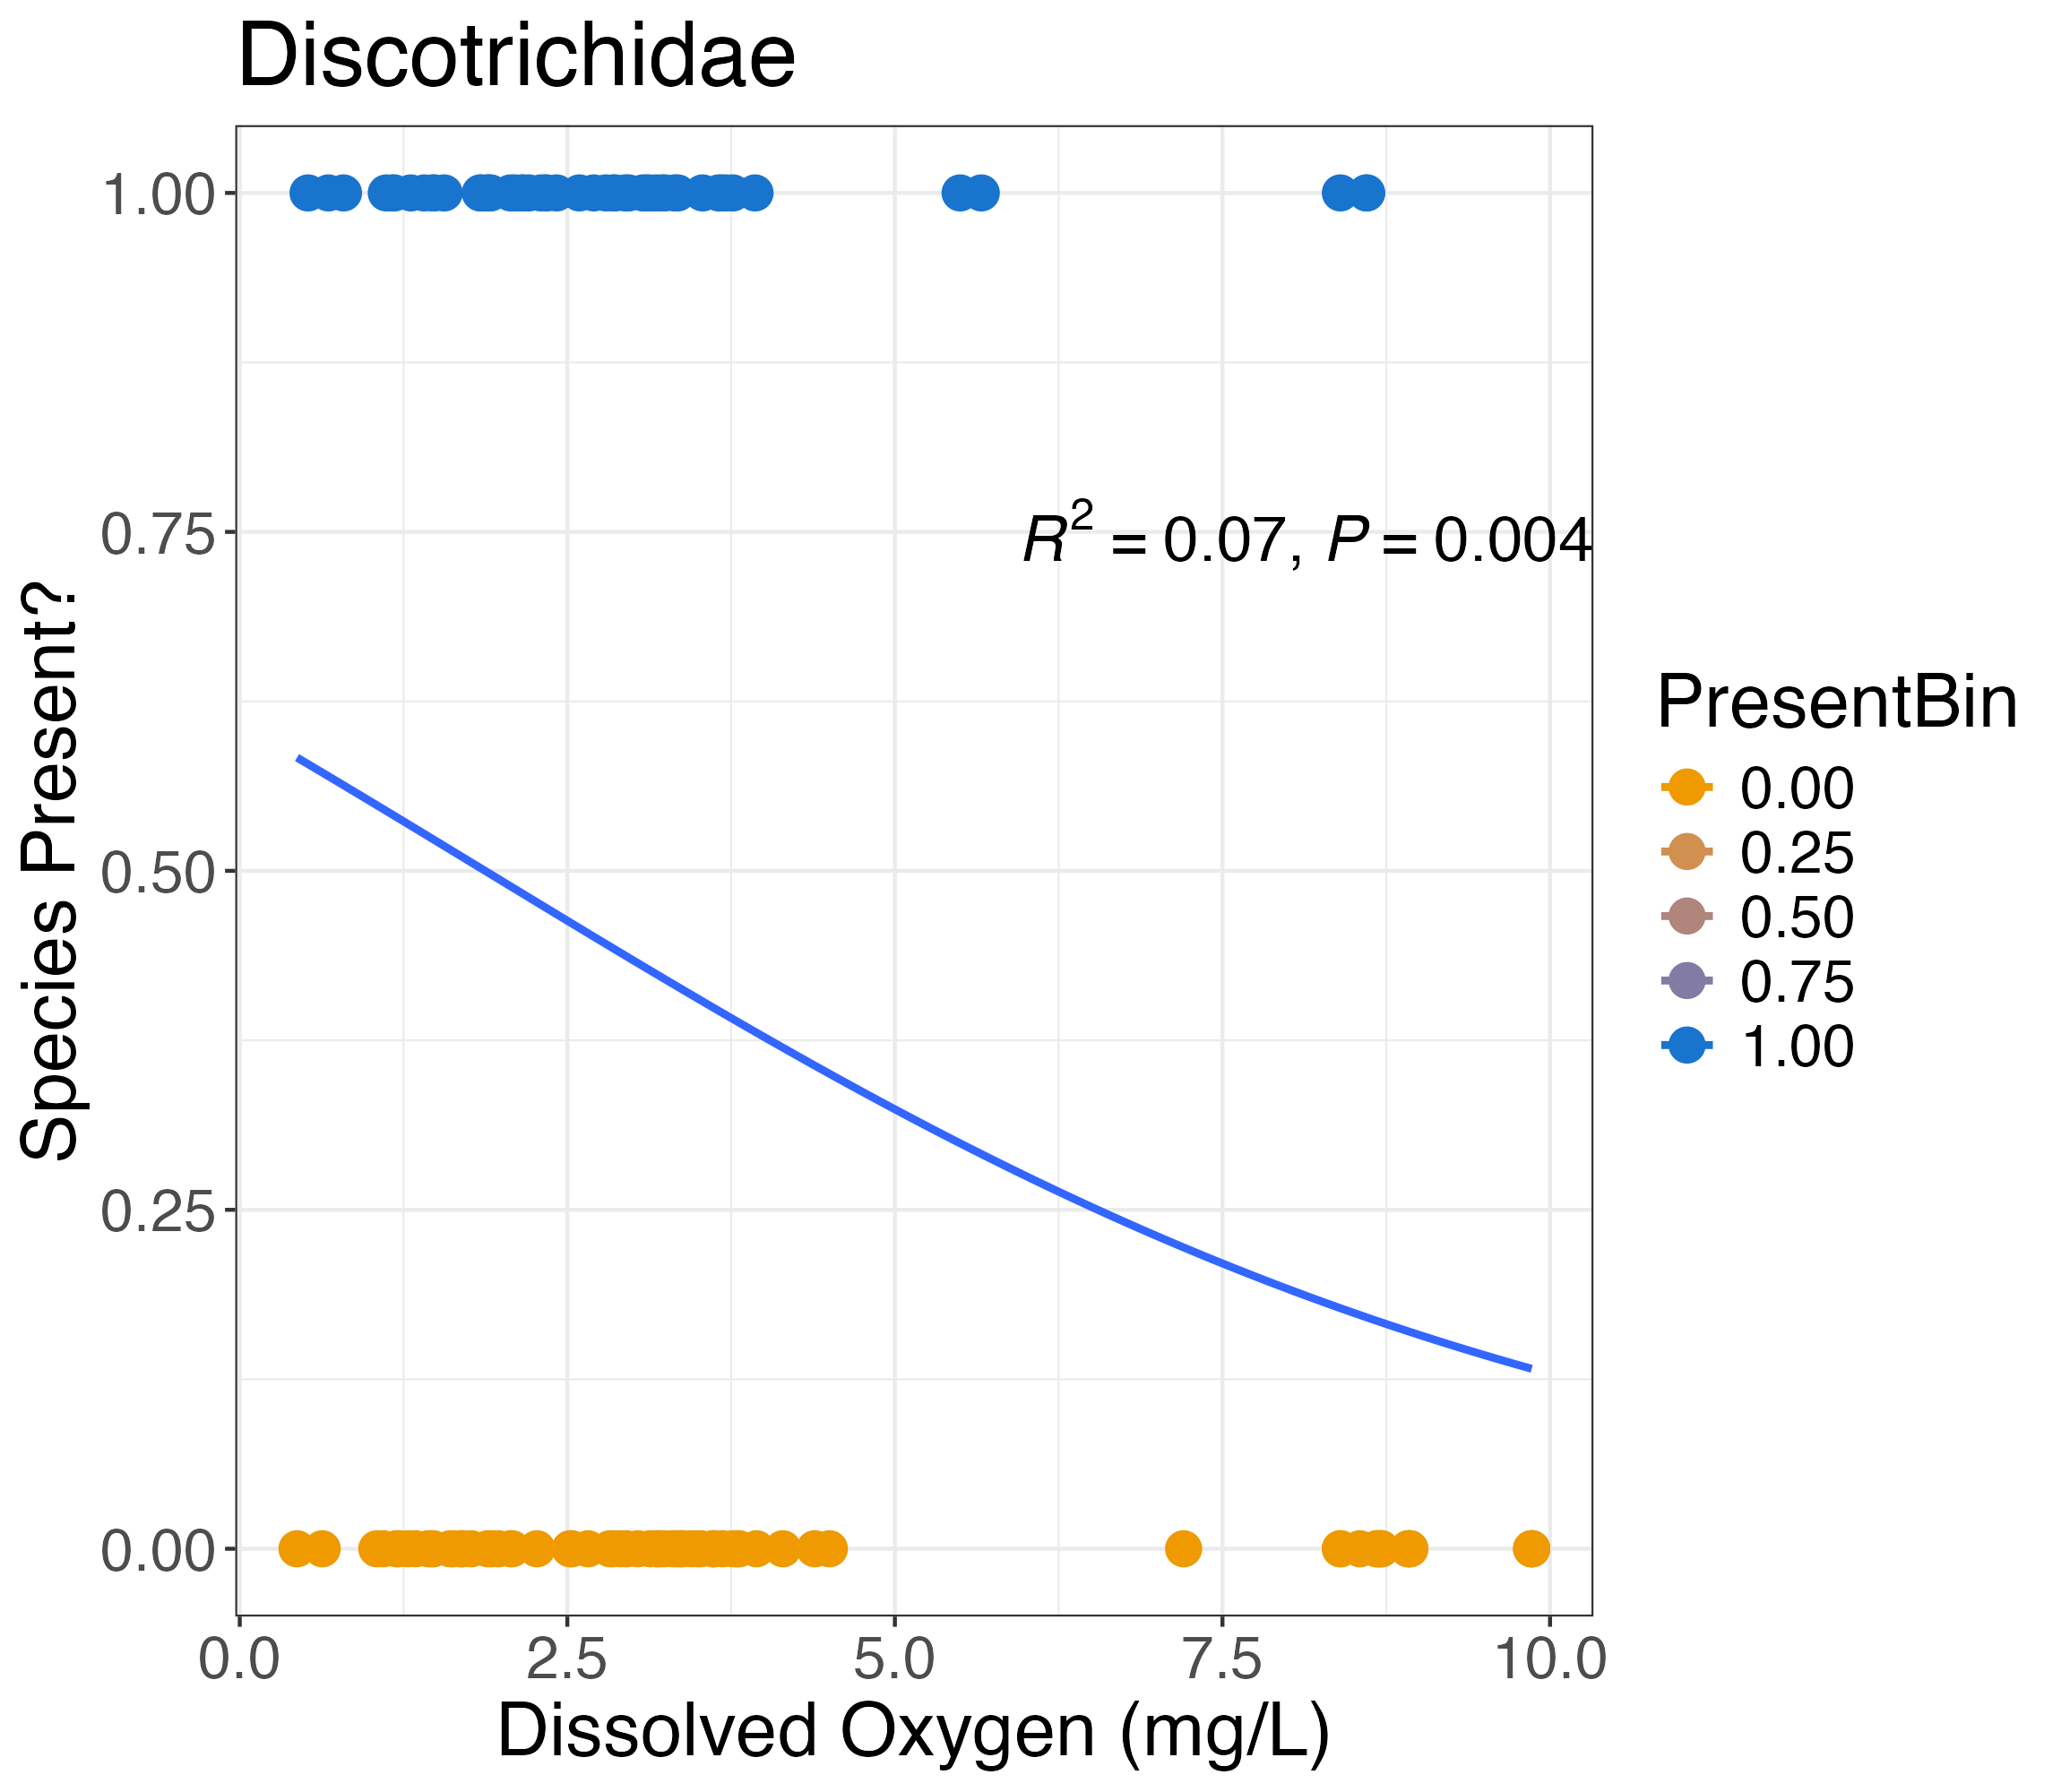 Discotrichidae
1.00
0.75
0.50
0.25
0.00
Species Present?
R² = 0.07, P = 0.004
0.0 2.5 5.0 7.5 10.0
Dissolved Oxygen (mg/L)
PresentBin
0.00
0.25
0.50
0.75
1.00